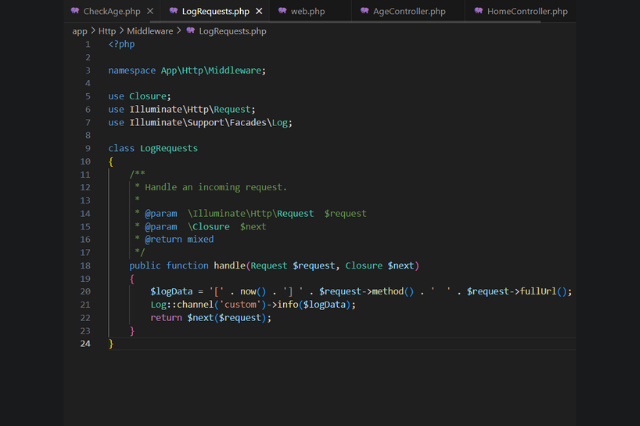 CheckAge.php LogRequests.php web.php AgeController.php HomeController.php
app > Http > Middleware > LogRequests.php
1 <?php
2
3 namespace App\Http\Middleware;
4
5 use Closure;
6 use Illuminate\Http\Request;
7 use Illuminate\Support\Facades\Log;
8
9 class LogRequests
10 {
11 /**
12 * Handle an incoming request.
13 *
14 * @param \Illuminate\Http\Request $request
15 * @param \Closure $next
16 * @return mixed
17 */
18 public function handle(Request $request, Closure $next)
19 {
20 $logData = '[' . now() . '] ' . $request->method() . ' ' . $request->fullUrl();
21 Log::channel('custom')->info($logData);
22 return $next($request);
23 }
24 }